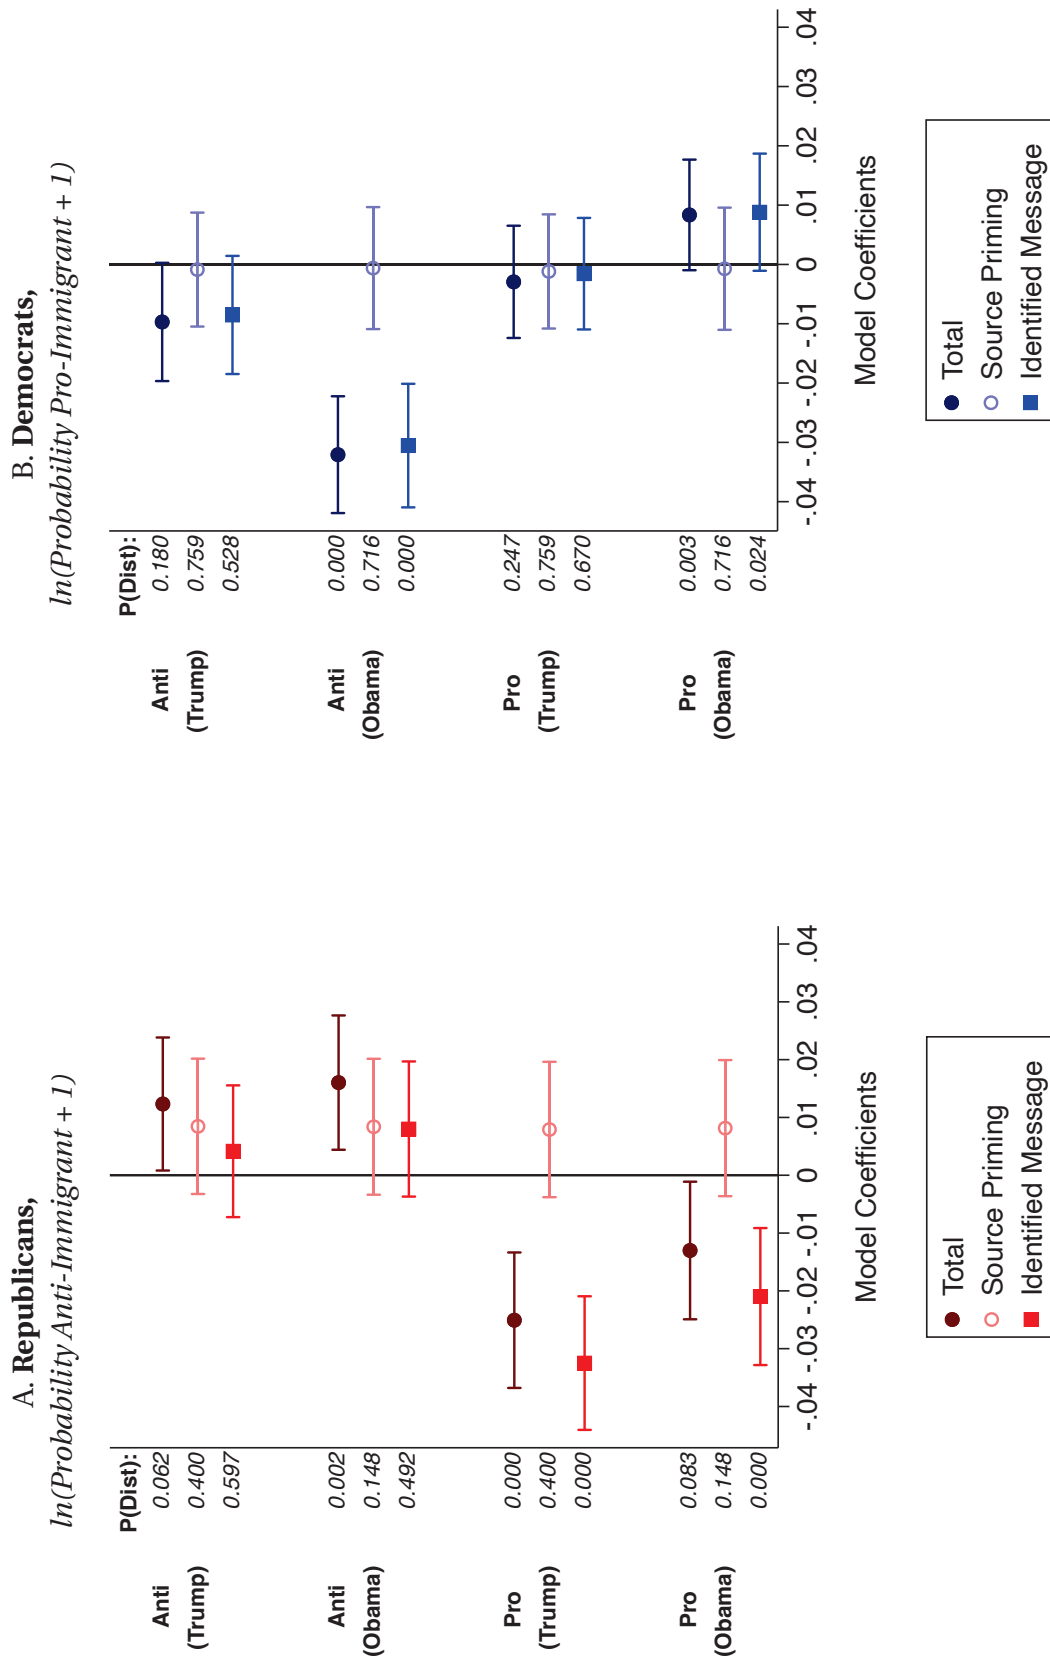 A. Republicans,
ln(Probability Anti-Immigrant + 1)
P(Dist):
Anti
(Trump)
0.062
0.400
0.597
Anti
(Obama)
0.002
0.148
0.492
Pro
(Trump)
0.000
0.400
0.000
Pro
(Obama)
0.083
0.148
0.000
-.04 -.03 -.02 -.01 0 .01 .02 .03 .04
Model Coefficients
Total
Source Priming
Identified Message
B. Democrats,
ln(Probability Pro-Immigrant + 1)
P(Dist):
Anti
(Trump)
0.180
0.759
0.528
Anti
(Obama)
0.000
0.716
0.000
Pro
(Trump)
0.247
0.759
0.670
Pro
(Obama)
0.003
0.716
0.024
-.04 -.03 -.02 -.01 0 .01 .02 .03 .04
Model Coefficients
Total
Source Priming
Identified Message